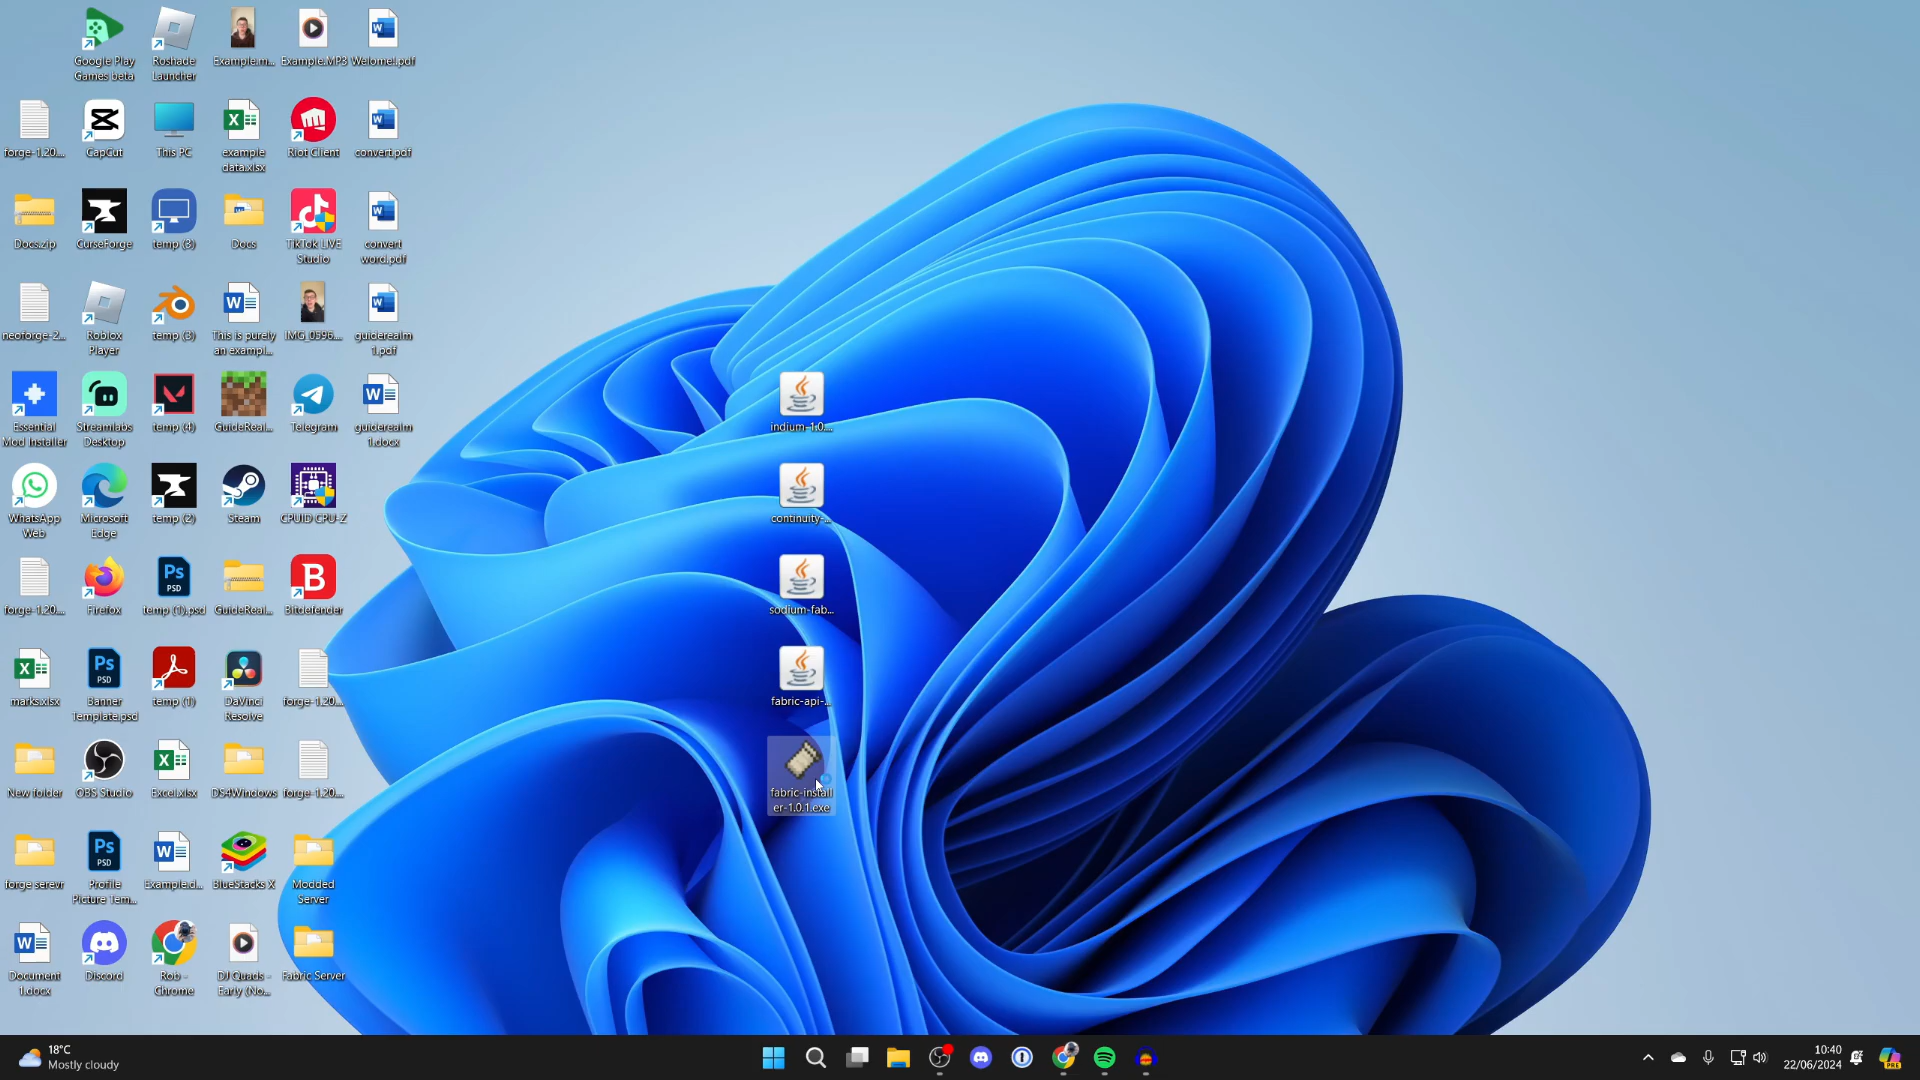 Google Play
Games beta
Roshade
Launcher
Example.m...
Example.MP3
Welome!.pdf
forge-1.20...
CapCut
This PC
example
data.xlsx
Riot Client
convert.pdf
Docs.zip
CurseForge
temp (3)
Docs
TikTok LIVE
Studio
convert
word.pdf
neoforge-2...
Roblox
Player
temp (3)
This is purely
an exampl...
IMG_0596....
guiderealm
1.pdf
Essential
Mod Installer
Streamlabs
Desktop
temp (4)
GuideReal...
Telegram
guiderealm
1.docx
indium-1.0....
WhatsApp
Web
Microsoft
Edge
temp (2)
Steam
CPUID CPU-Z
continuity-...
forge-1.20...
Firefox
temp (1).psd
GuideReal...
Bitdefender
sodium-fab...
marks.xlsx
Banner
Template.psd
temp (1)
DaVinci
Resolve
forge-1.20...
fabric-api-...
New folder
OBS Studio
Excel.xlsx
DS4Windows
forge-1.20...
fabric-install
er-1.0.1.exe
forge serevr
Profile
Picture Tem...
Example.d...
BlueStacks X
Modded
Server
Document
1.docx
Discord
Rob -
Chrome
DJ Quads -
Early (No...
Fabric Server
18°C
Mostly cloudy
10:40
22/06/2024